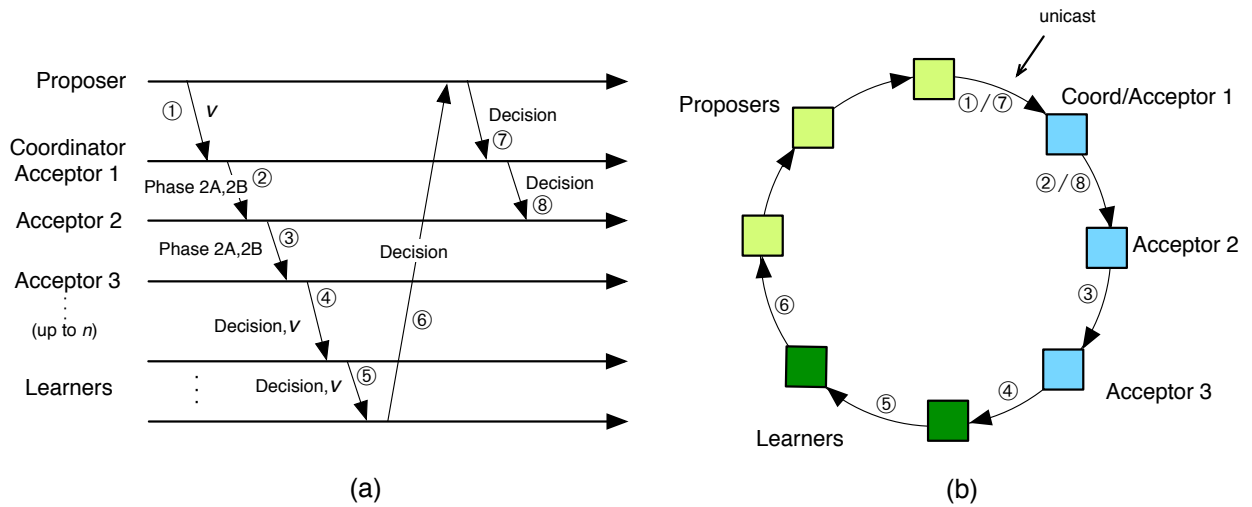 Proposer
① v
Decision
⑦
Coordinator
Acceptor 1
Phase 2A,2B ②
Decision
⑧
Acceptor 2
Phase 2A,2B ③
Decision
Acceptor 3
(up to n)
④
⑥
Decision,v
Learners
Decision,v ⑤
(a)
unicast
Proposers
①/⑦
Coord/Acceptor 1
②/⑧
Acceptor 2
③
⑥
Acceptor 3
④
⑤
Learners
(b)